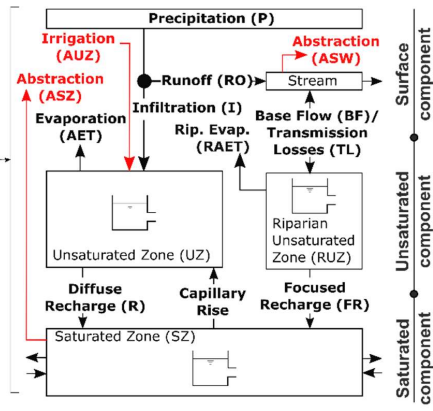 Precipitation (P)
Irrigation
(AUZ)
Abstraction
(ASW)
Abstraction
(ASZ)
Runoff (RO)
Stream
Infiltration (I)
Evaporation
(AET)
Rip. Evap.
(RAET)
Base Flow (BF)/
Transmission
Losses (TL)
Unsaturated Zone (UZ)
Riparian
Unsaturated
Zone (RUZ)
Diffuse
Recharge (R)
Capillary
Rise
Focused
Recharge (FR)
Saturated Zone (SZ)
Surface
component
Unsaturated
component
Saturated
component